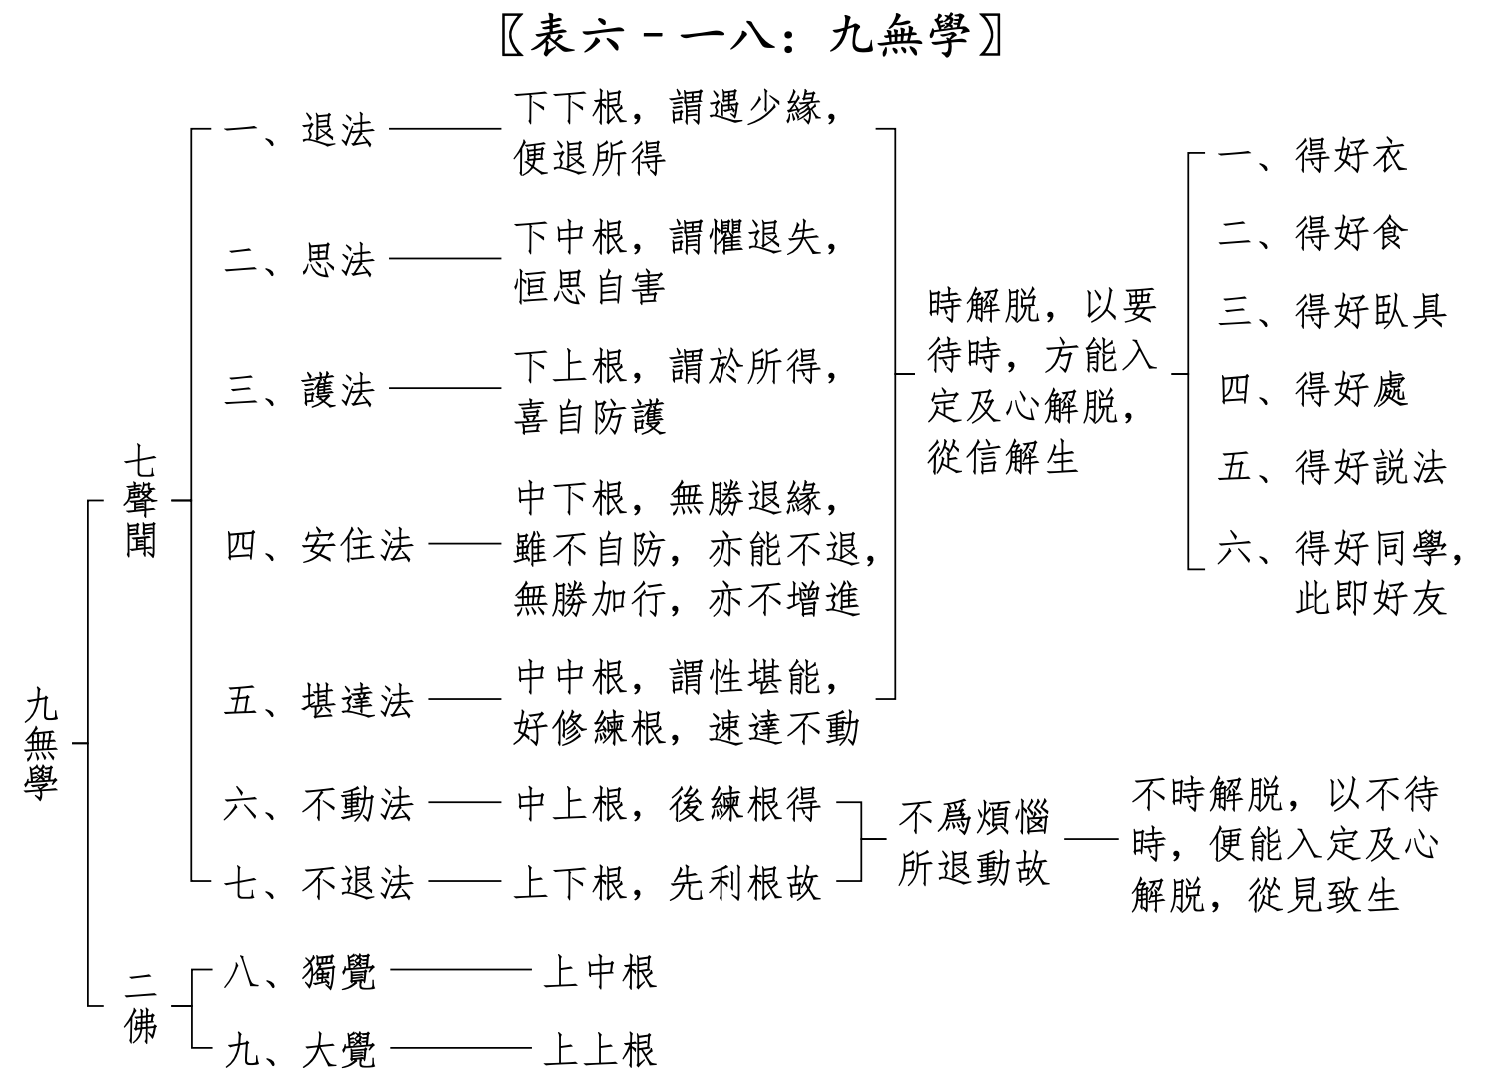 〖表六－一八：九無學〗
九無學
七聲聞
一、退法
下下根，謂遇少緣，
便退所得
二、思法
下中根，謂懼退失，
恒思自害
三、護法
下上根，謂於所得，
喜自防護
四、安住法
中下根，無勝退緣，
雖不自防，亦能不退，
無勝加行，亦不增進
五、堪達法
中中根，謂性堪能，
好修練根，速達不動
時解脫，以要
待時，方能入
定及心解脫，
從信解生
一、得好衣
二、得好食
三、得好臥具
四、得好處
五、得好説法
六、得好同學，
此即好友
六、不動法
中上根，後練根得
七、不退法
上下根，先利根故
不爲煩惱
所退動故
不時解脫，以不待
時，便能入定及心
解脫，從見致生
二佛
八、獨覺
上中根
九、大覺
上上根